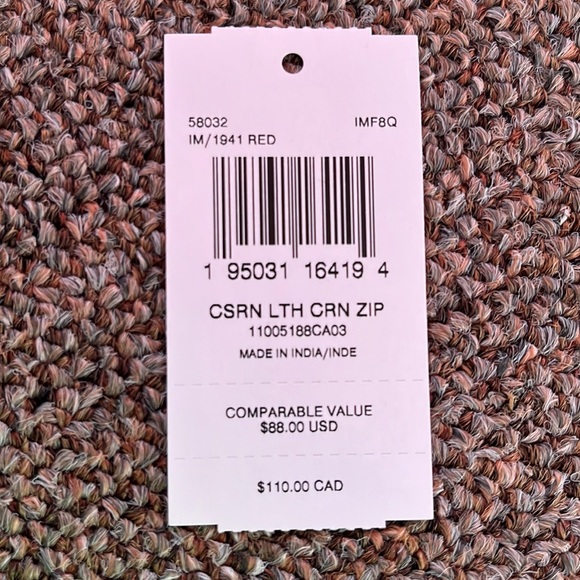 58032 IMF8Q
IM/1941 RED
1 95031 16419 4
CSRN LTH CRN ZIP
11005188CA03
MADE IN INDIA/INDE
COMPARABLE VALUE
$88.00 USD
$110.00 CAD